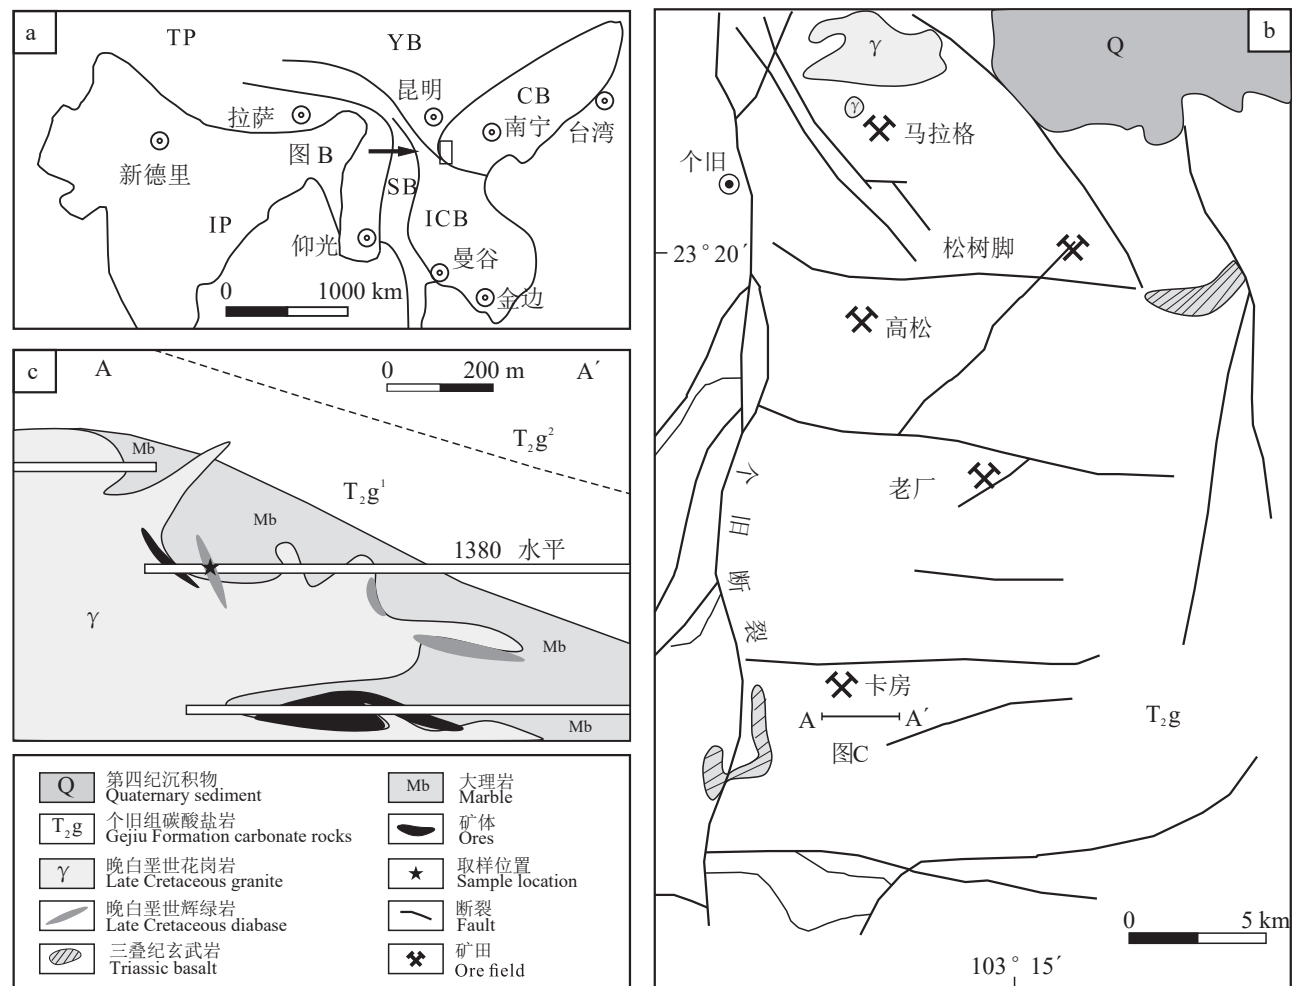 a
TP
YB
昆明
CB
拉萨
南宁
台湾
图 B
新德里
SB
IP
ICB
仰光
曼谷
0
1000 km
金边
c
A
0
200 m
A′
T₂g²
Mb
T₂g¹
Mb
1380 水平
γ
Mb
Mb
Q
第四纪沉积物
Quaternary sediment
T₂g
个旧组碳酸盐岩
Gejiu Formation carbonate rocks
γ
晚白垩世花岗岩
Late Cretaceous granite
晚白垩世辉绿岩
Late Cretaceous diabase
三叠纪玄武岩
Triassic basalt
Mb
大理岩
Marble
矿体
Ores
取样位置
Sample location
断裂
Fault
矿田
Ore field
b
γ
Q
γ
马拉格
个旧
松树脚
23°20′
高松
老厂
个旧断裂
卡房
A
A′
图C
T₂g
0
5 km
103° 15′